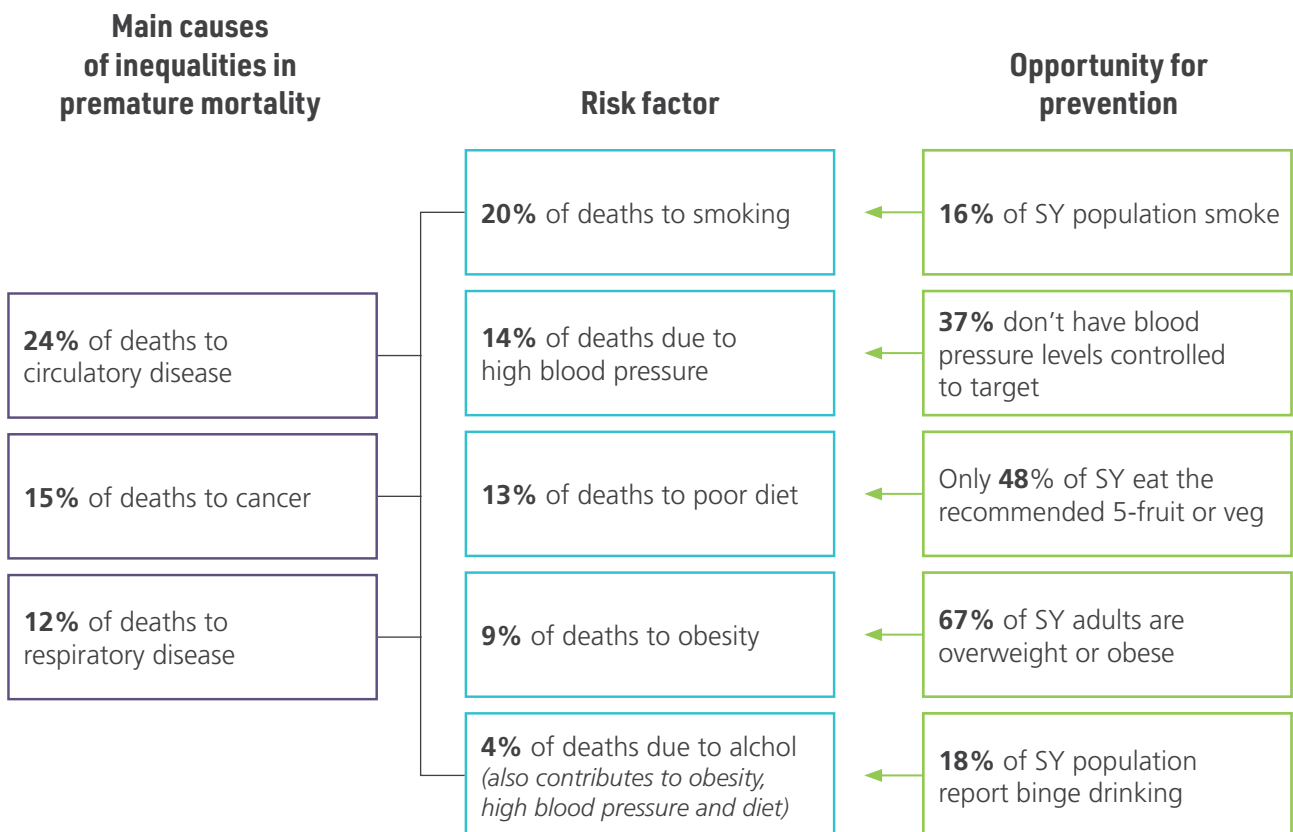 Main causes
of inequalities in
premature mortality
Risk factor
Opportunity for
prevention
24% of deaths to
circulatory disease
15% of deaths to cancer
12% of deaths to
respiratory disease
20% of deaths to smoking
14% of deaths due to
high blood pressure
13% of deaths to poor diet
9% of deaths to obesity
4% of deaths due to alchol
(also contributes to obesity,
high blood pressure and diet)
16% of SY population smoke
37% don’t have blood
pressure levels controlled
to target
Only 48% of SY eat the
recommended 5-fruit or veg
67% of SY adults are
overweight or obese
18% of SY population
report binge drinking